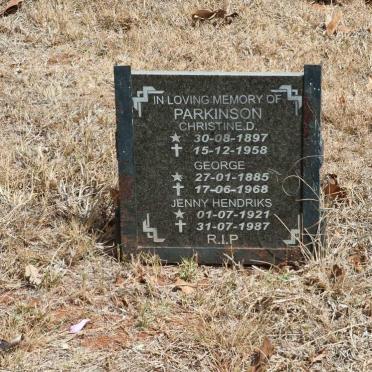 IN LOVING MEMORY OF
PARKINSON
CHRISTINE.D.
★ 30-08-1897
✝ 15-12-1958
GEORGE
★ 27-01-1885
✝ 17-06-1968
JENNY HENDRIKS
★ 01-07-1921
✝ 31-07-1987
R.I.P